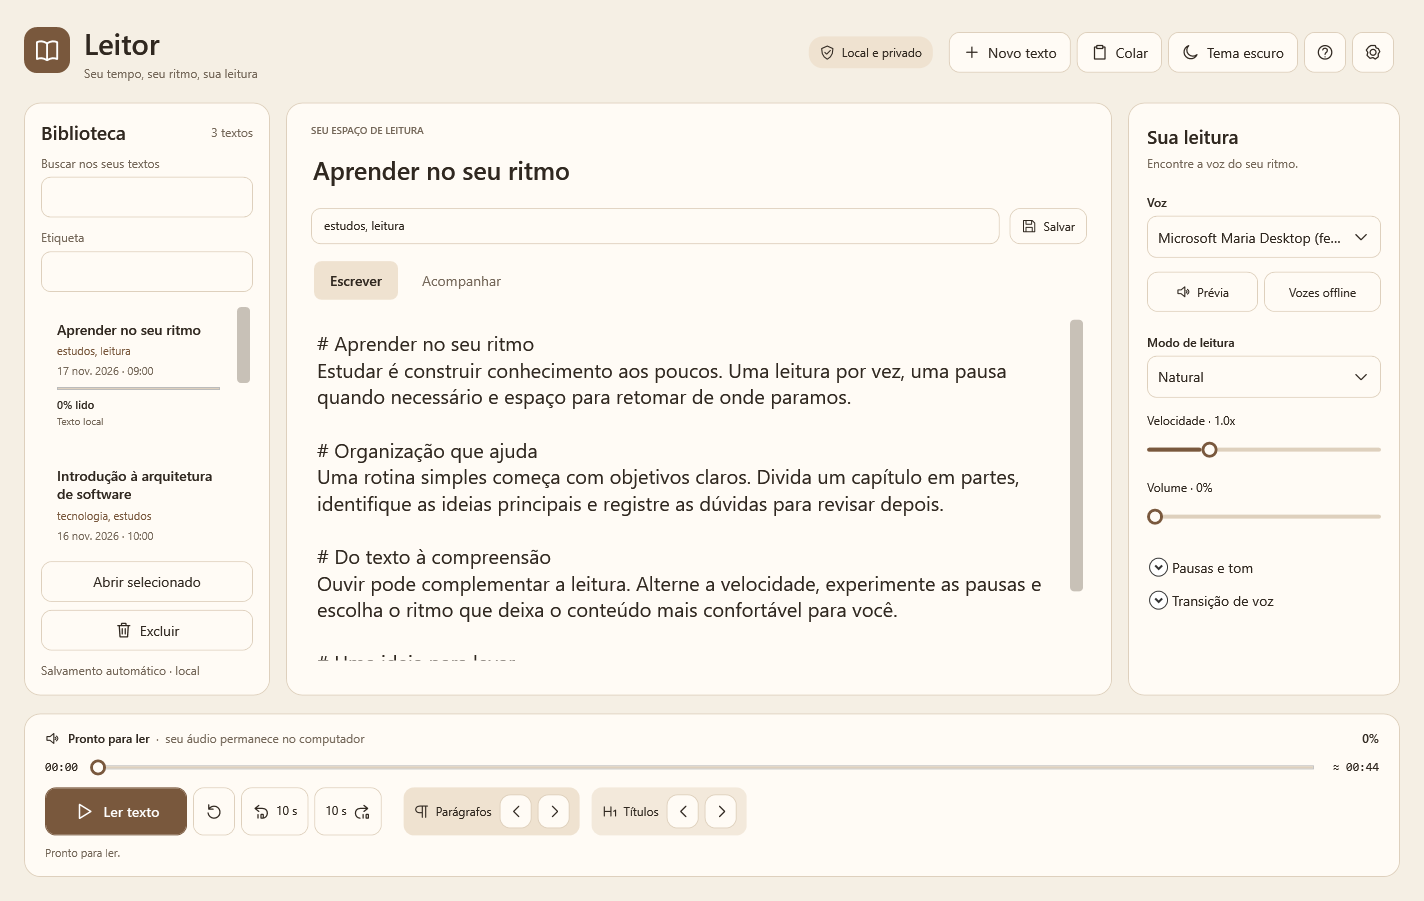 Leitor
Seu tempo, seu ritmo, sua leitura
Local e privado
Novo texto
Colar
Tema escuro
Biblioteca
3 textos
Buscar nos seus textos
Etiqueta
Aprender no seu ritmo
estudos, leitura
17 nov. 2026 · 09:00
0% lido
Texto local
Introdução à arquitetura
de software
tecnologia, estudos
16 nov. 2026 · 10:00
Abrir selecionado
Excluir
Salvamento automático · local
SEU ESPAÇO DE LEITURA
Aprender no seu ritmo
estudos, leitura
Salvar
Escrever
Acompanhar
# Aprender no seu ritmo
Estudar é construir conhecimento aos poucos. Uma leitura por vez, uma pausa
quando necessário e espaço para retomar de onde paramos.
# Organização que ajuda
Uma rotina simples começa com objetivos claros. Divida um capítulo em partes,
identifique as ideias principais e registre as dúvidas para revisar depois.
# Do texto à compreensão
Ouvir pode complementar a leitura. Alterne a velocidade, experimente as pausas e
escolha o ritmo que deixa o conteúdo mais confortável para você.
Sua leitura
Encontre a voz do seu ritmo.
Voz
Microsoft Maria Desktop (fe...
Prévia
Vozes offline
Modo de leitura
Natural
Velocidade · 1.0x
Volume · 0%
Pausas e tom
Transição de voz
Pronto para ler · seu áudio permanece no computador
0%
00:00
≈ 00:44
Ler texto
10 s
10 s
Parágrafos
H1 Títulos
Pronto para ler.